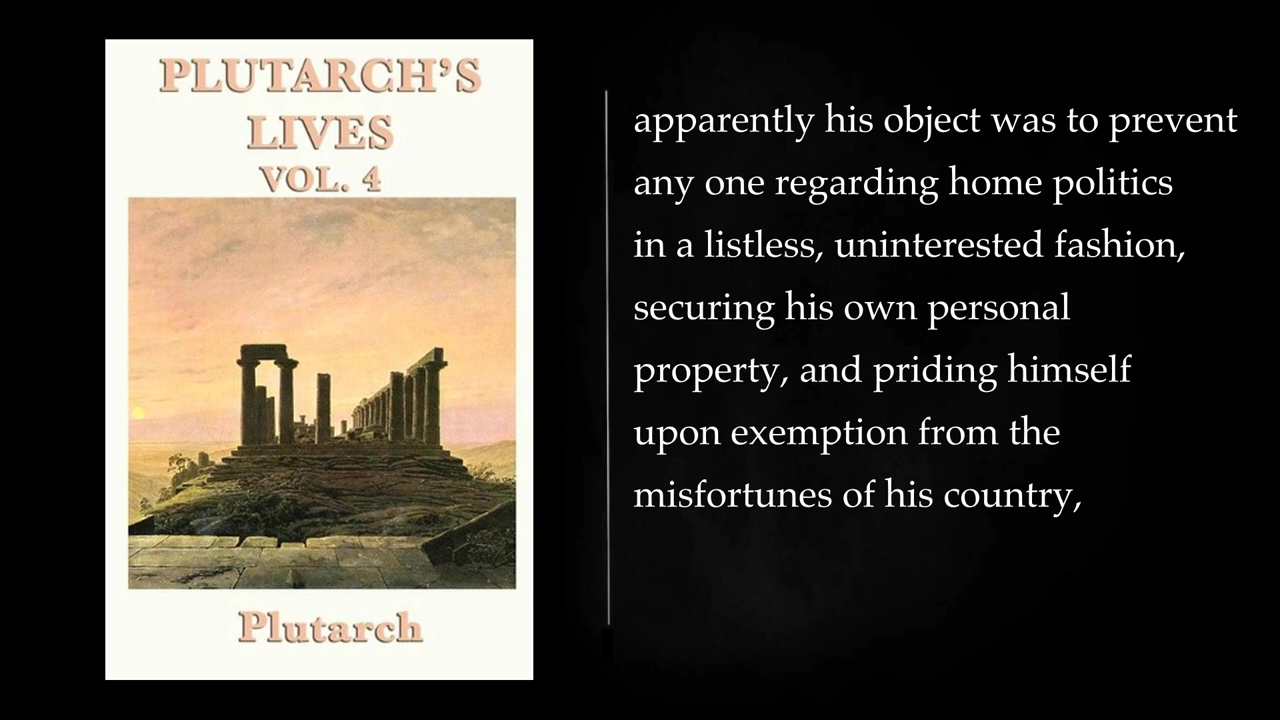 PLUTARCH'S
LIVES
VOL. 4
Plutarch
apparently his object was to prevent
any one regarding home politics
in a listless, uninterested fashion,
securing his own personal
property, and priding himself
upon exemption from the
misfortunes of his country,